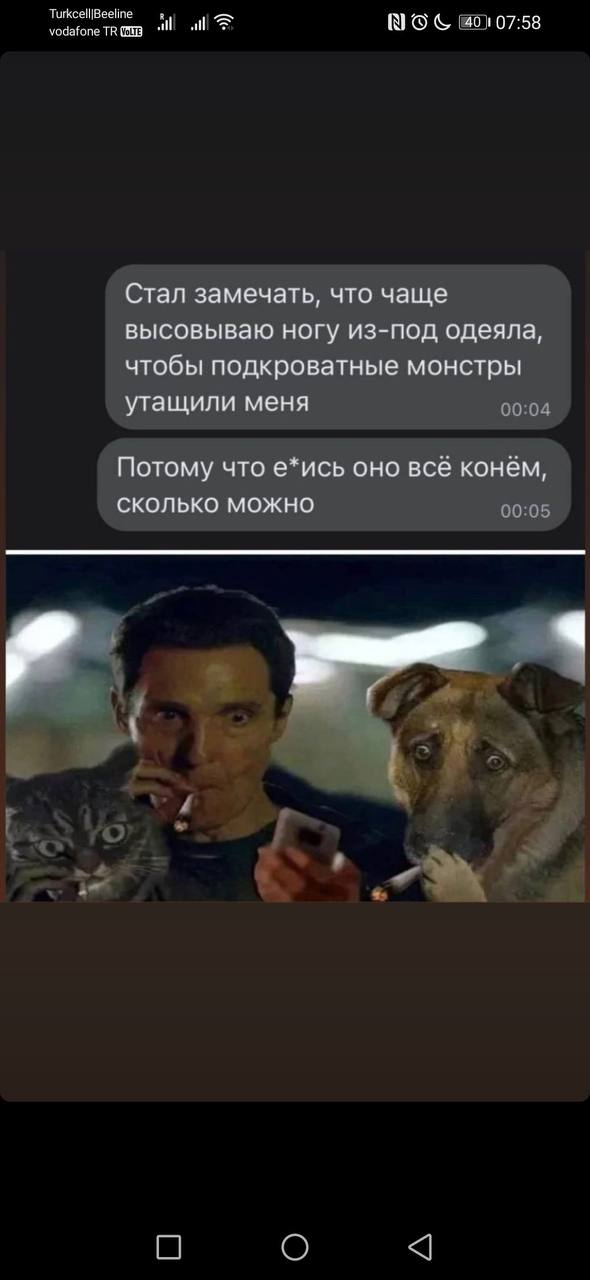 Turkcell|Beeline
vodafone TR VoLTE
R
40 07:58
Стал замечать, что чаще
высовываю ногу из-под одеяла,
чтобы подкроватные монстры
утащили меня
00:04
Потому что е*ись оно всё конём,
сколько можно
00:05